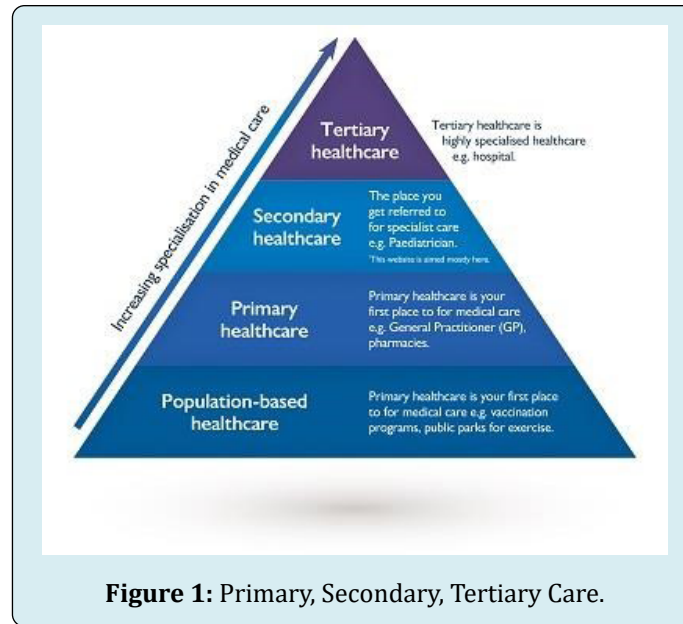 Increasing specialisation in medical care
Tertiary
healthcare
Tertiary healthcare is
highly specialised healthcare
e.g. hospital.
Secondary
healthcare
The place you
get referred to
for specialist care
e.g. Paediatrician.
*This website is aimed mostly here.
Primary
healthcare
Primary healthcare is your
first place to for medical care
e.g. General Practitioner (GP),
pharmacies.
Population-based
healthcare
Primary healthcare is your first place
to for medical care e.g. vaccination
programs, public parks for exercise.
Figure 1: Primary, Secondary, Tertiary Care.